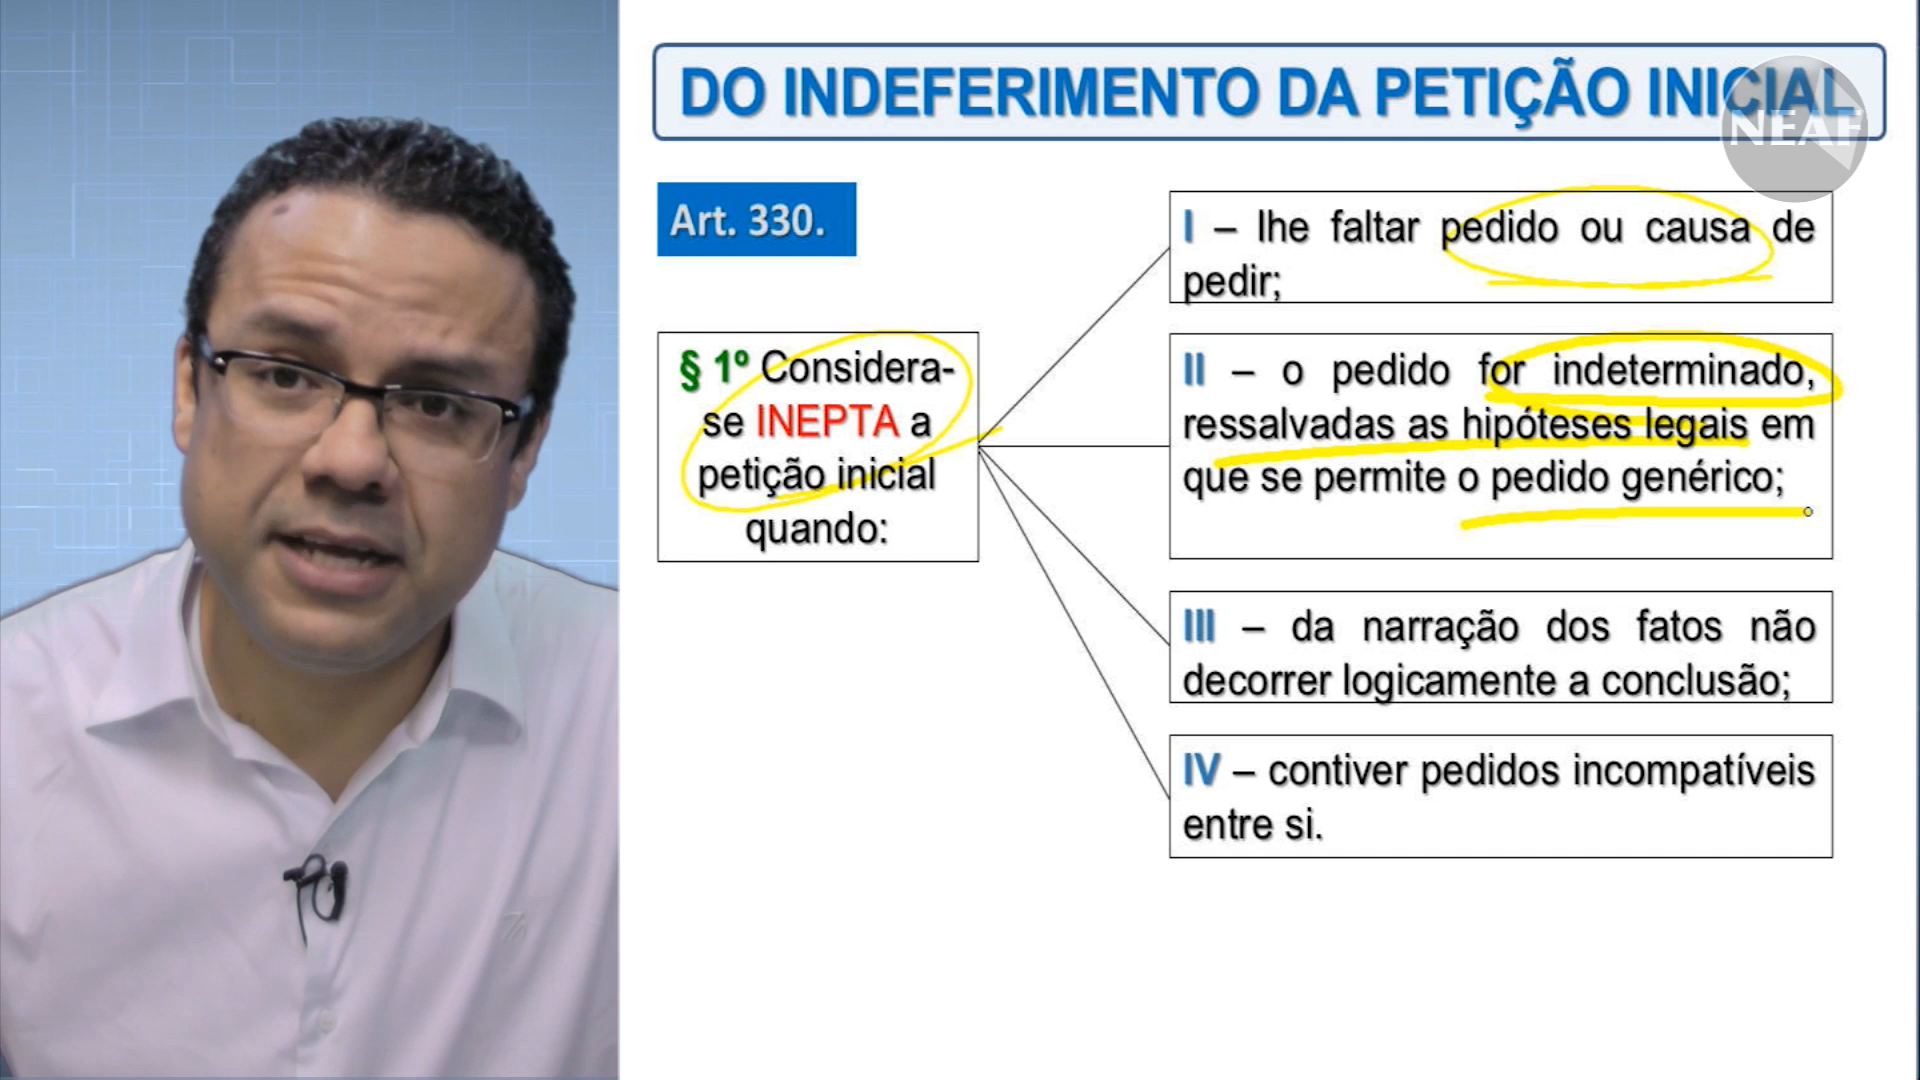 DO INDEFERIMENTO DA PETIÇÃO INICIAL
NEAF
Art. 330.
§ 1º Considera-
se INEPTA a
petição inicial
quando:
I – lhe faltar pedido ou causa de
pedir;
II – o pedido for indeterminado,
ressalvadas as hipóteses legais em
que se permite o pedido genérico;
III – da narração dos fatos não
decorrer logicamente a conclusão;
IV – contiver pedidos incompatíveis
entre si.